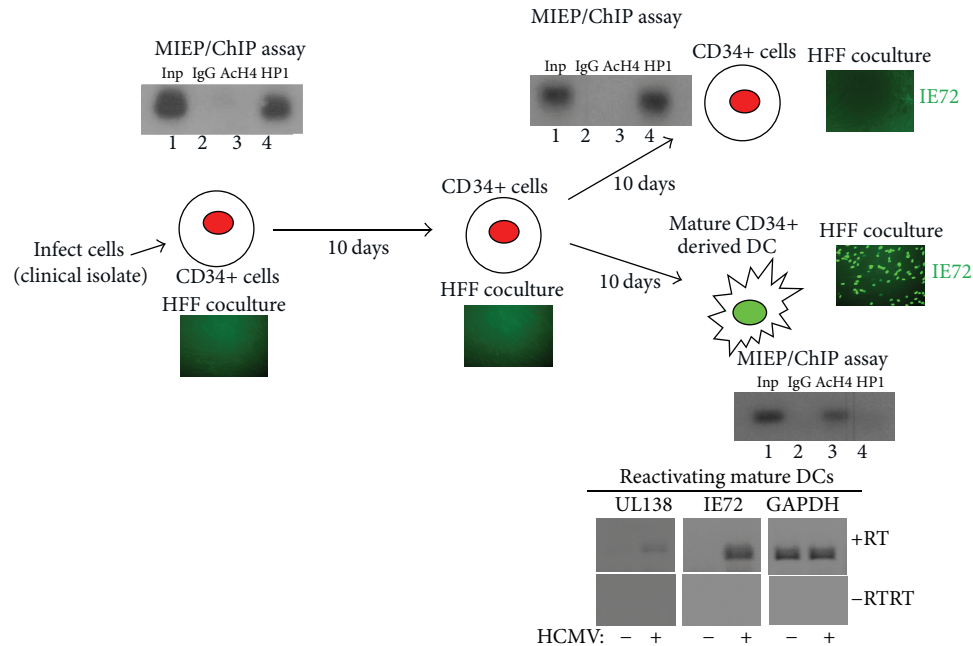 MIEP/ChIP assay
Inp IgG AcH4 HP1
1 2 3 4
MIEP/ChIP assay
Inp IgG AcH4 HP1
1 2 3 4
CD34+ cells
HFF coculture
IE72
10 days
Infect cells
(clinical isolate)
CD34+ cells
HFF coculture
10 days
CD34+ cells
HFF coculture
10 days
Mature CD34+
derived DC
HFF coculture
IE72
MIEP/ChIP assay
Inp IgG AcH4 HP1
1 2 3 4
Reactivating mature DCs
UL138 IE72 GAPDH
+RT
−RTRT
HCMV: − + − + − +